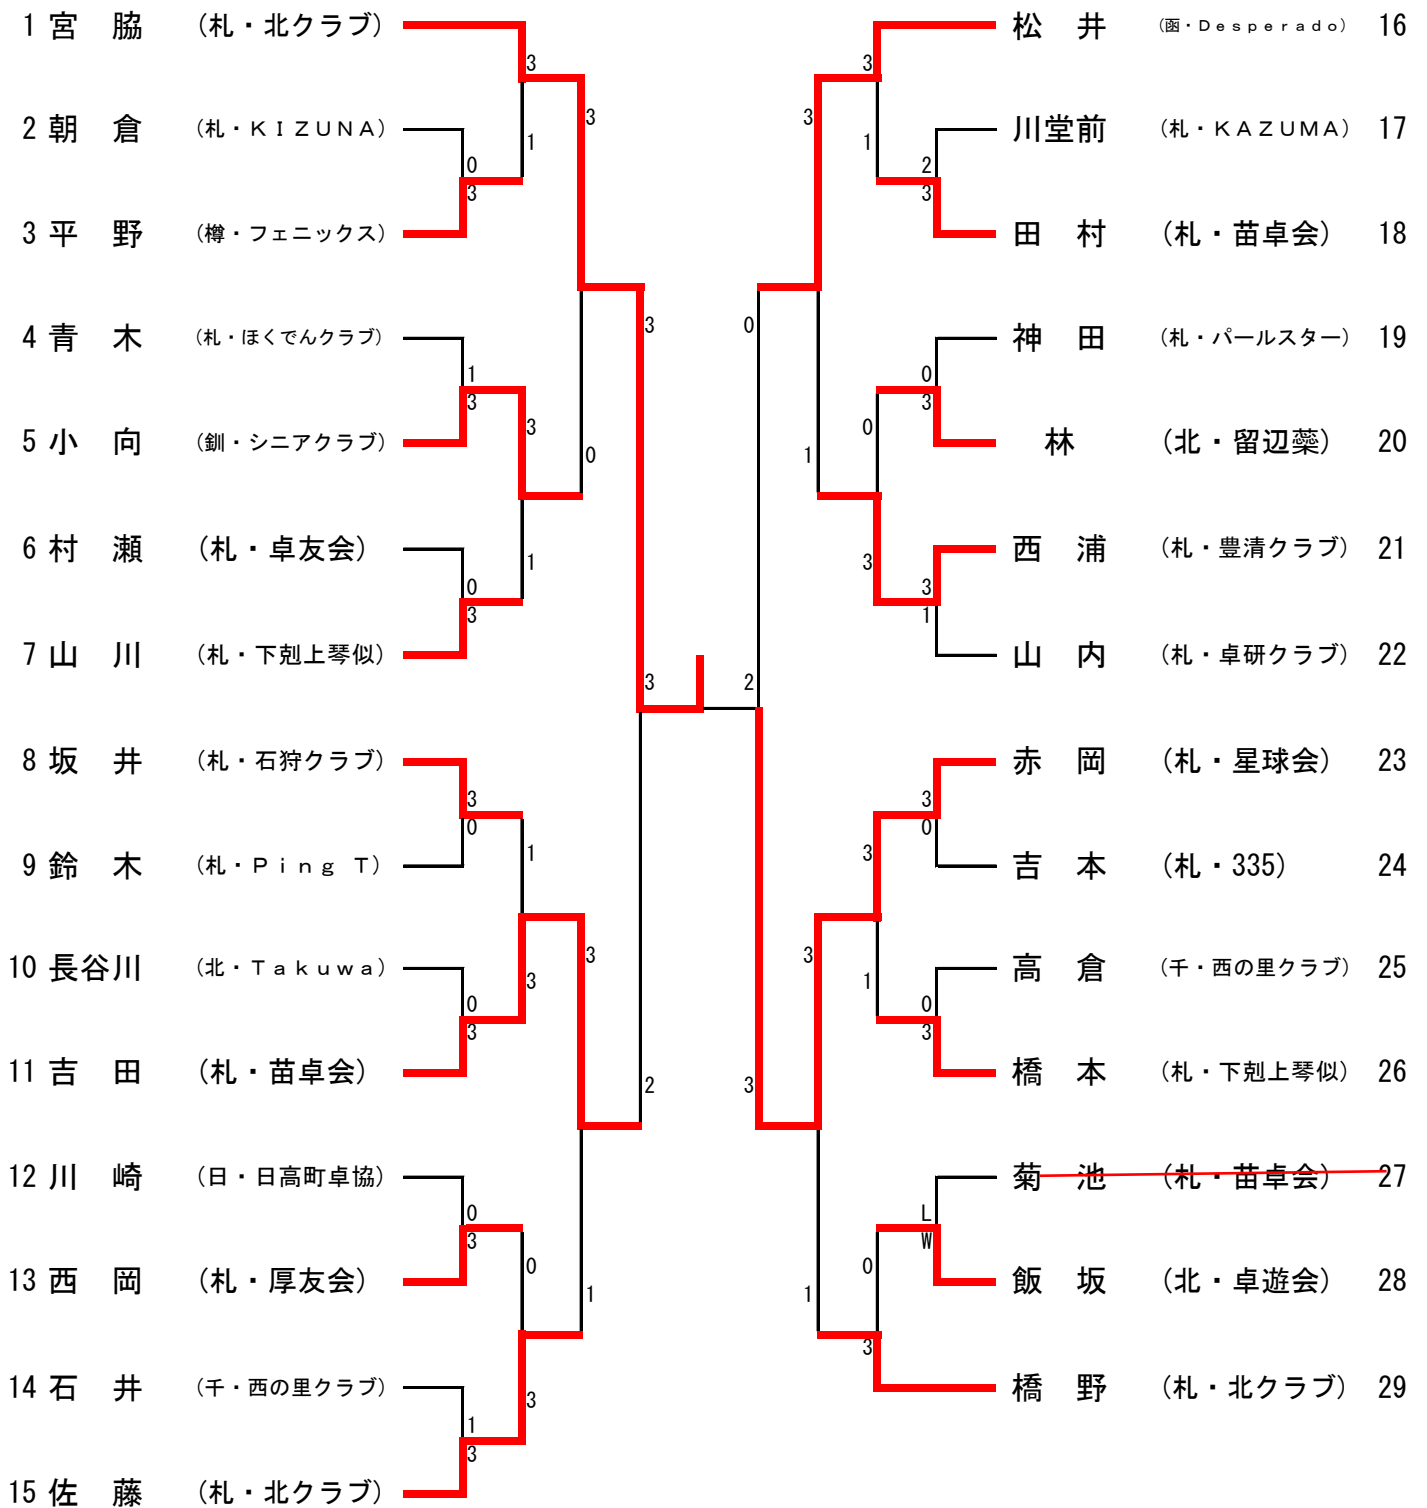 1 宮 脇 (札・北クラブ)
3
1
2 朝 倉 (札・KIZUNA)
0
3
3 平 野 (樽・フェニックス)
3
0
4 青 木 (札・ほくでんクラブ)
1
3
5 小 向 (釧・シニアクラブ)
3
1
6 村 瀬 (札・卓友会)
0
3
7 山 川 (札・下剋上琴似)
3
2
8 坂 井 (札・石狩クラブ)
3
0
9 鈴 木 (札・Ping T)
1
3
10 長谷川 (北・Takuwa)
0
3
11 吉 田 (札・苗卓会)
3
1
12 川 崎 (日・日高町卓協)
0
3
13 西 岡 (札・厚友会)
0
3
14 石 井 (千・西の里クラブ)
1
3
15 佐 藤 (札・北クラブ)
3
2
松 井 (函・Desperado) 16
3
1
川堂前 (札・KAZUMA) 17
2
3
田 村 (札・苗卓会) 18
3
1
神 田 (札・パールスター) 19
0
3
林 (北・留辺蘂) 20
0
3
西 浦 (札・豊清クラブ) 21
3
1
山 内 (札・卓研クラブ) 22
0
3
赤 岡 (札・星球会) 23
3
0
吉 本 (札・335) 24
3
1
高 倉 (千・西の里クラブ) 25
0
3
橋 本 (札・下剋上琴似) 26
3
1
菊 池 (札・苗卓会) 27
L
W
飯 坂 (北・卓遊会) 28
0
3
橋 野 (札・北クラブ) 29